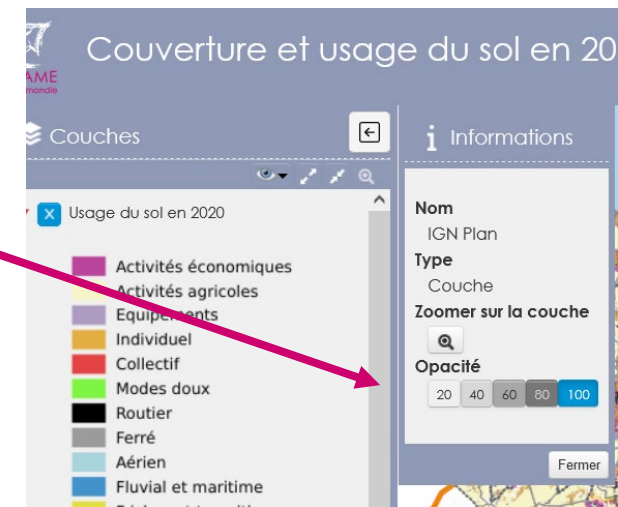 AME
mandie
Couverture et usage du sol en 20
Couches
Usage du sol en 2020
Activités économiques
Activités agricoles
Equipements
Individuel
Collectif
Modes doux
Routier
Ferré
Aérien
Fluvial et maritime
i Informations
Nom
IGN Plan
Type
Couche
Zoomer sur la couche
Opacité
20 40 60 80 100
Fermer